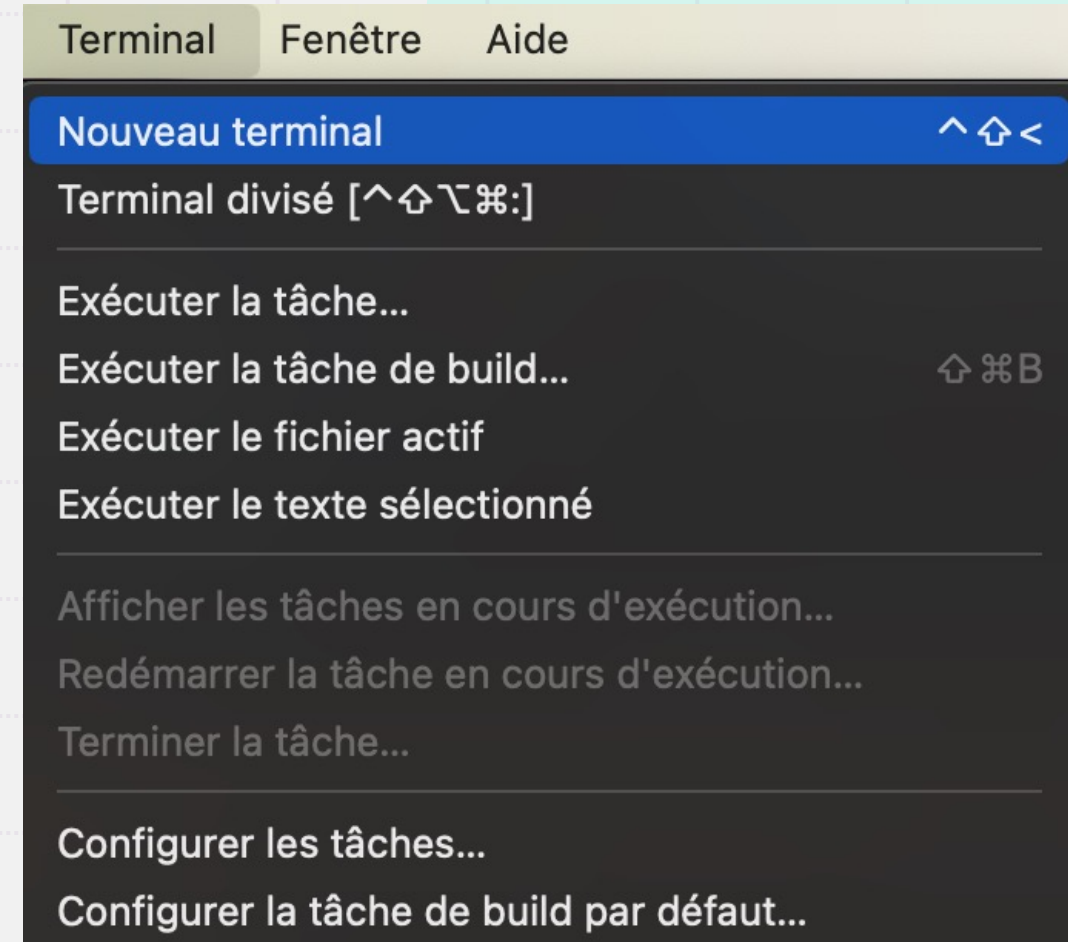 Terminal Fenêtre Aide
Nouveau terminal ^⇧<
Terminal divisé [^⇧⌥⌘:]
Exécuter la tâche...
Exécuter la tâche de build... ⇧⌘B
Exécuter le fichier actif
Exécuter le texte sélectionné
Afficher les tâches en cours d'exécution...
Redémarrer la tâche en cours d'exécution...
Terminer la tâche...
Configurer les tâches...
Configurer la tâche de build par défaut...